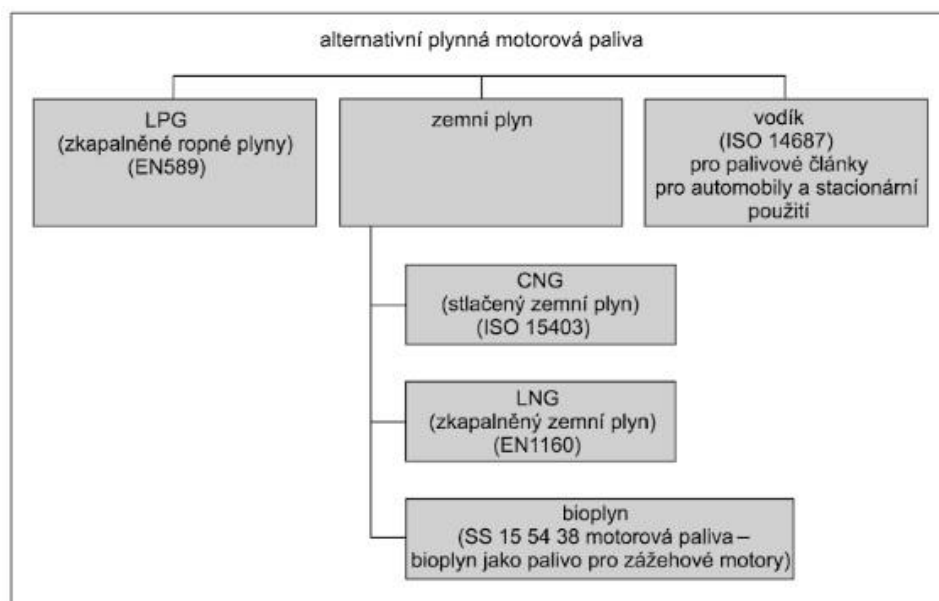 alternativní plynná motorová paliva
LPG
(zkapalněné ropné plyny)
(EN589)
zemní plyn
vodík
(ISO 14687)
pro palivové články
pro automobily a stacionární
použití
CNG
(stlačený zemní plyn)
(ISO 15403)
LNG
(zkapalněný zemní plyn)
(EN1160)
bioplyn
(SS 15 54 38 motorová paliva –
bioplyn jako palivo pro zážehové motory)